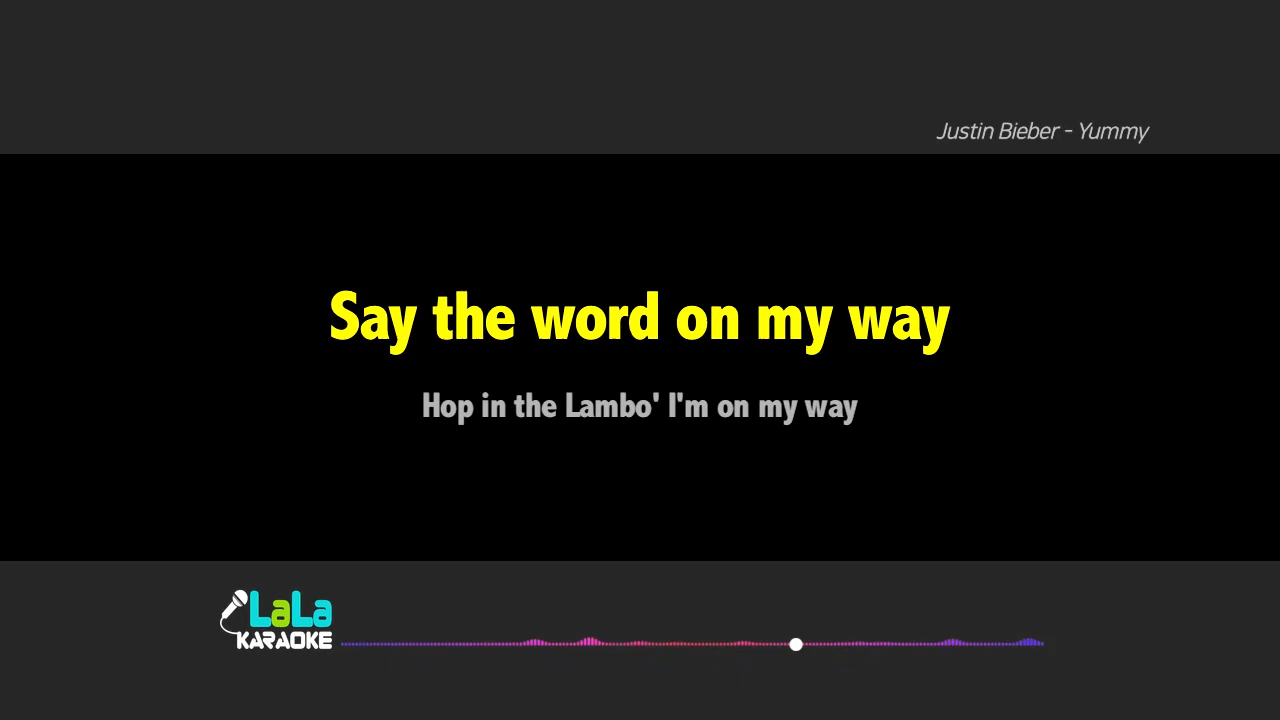 Justin Bieber - Yummy
Say the word on my way
Hop in the Lambo' I'm on my way
LaLa
KARAOKE